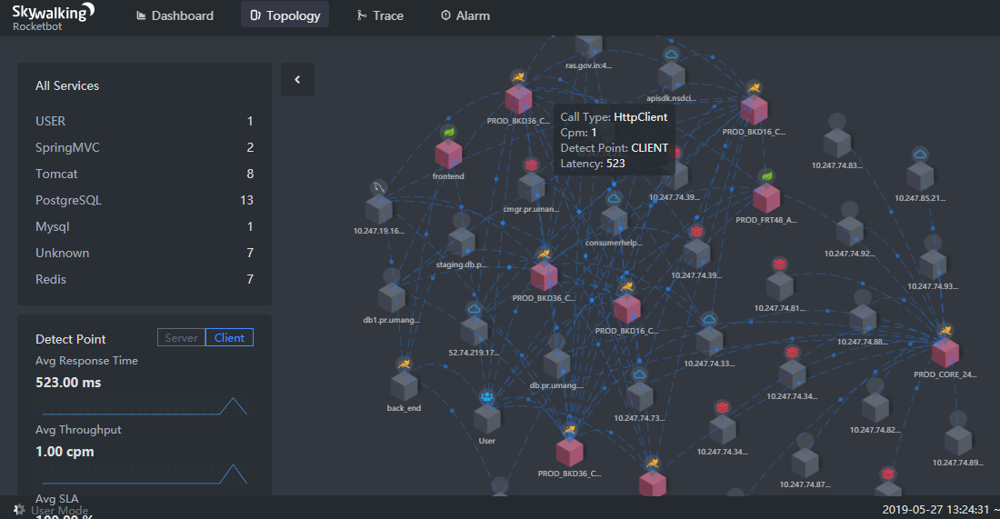 Skywalking
Rocketbot
Dashboard
Topology
Trace
Alarm
All Services
USER 1
SpringMVC 2
Tomcat 8
PostgreSQL 13
Mysql 1
Unknown 7
Redis 7
Detect Point Server Client
Avg Response Time
523.00 ms
Avg Throughput
1.00 cpm
Avg SLA
User Mode
ras.gov.in:4...
apisdk.nsdci...
PROD_BKD36_C...
PROD_BKD16_C...
Call Type: HttpClient
Cpm: 1
Detect Point: CLIENT
Latency: 523
frontend
10.247.74.83...
10.247.74.39...
10.247.85.21...
cmgr.pr.uman...
PROD_FRT48_A...
10.247.19.16...
consumerhelp...
10.247.74.92...
staging.db.p...
10.247.74.39...
10.247.74.93...
PROD_BKD36_C...
10.247.74.81...
db1.pr.umang...
PROD_BKD16_C...
10.247.74.88...
52.74.219.17...
10.247.74.33...
PROD_CORE_24...
db.pr.umang....
10.247.74.34...
back_end
10.247.74.73...
10.247.74.82...
User
10.247.74.34...
10.247.74.89...
PROD_BKD36_C...
10.247.74.87...
2019-05-27 13:24:31 ~